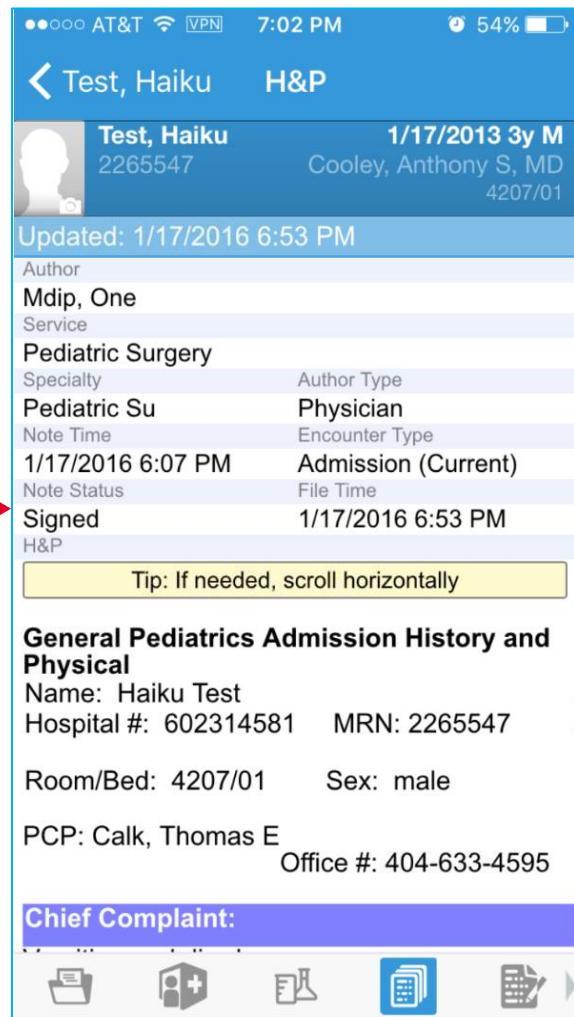 AT&T VPN 7:02 PM 54%
Test, Haiku H&P
Test, Haiku 1/17/2013 3y M
2265547 Cooley, Anthony S, MD
4207/01
Updated: 1/17/2016 6:53 PM
Author
Mdip, One
Service
Pediatric Surgery
Specialty Author Type
Pediatric Su Physician
Note Time Encounter Type
1/17/2016 6:07 PM Admission (Current)
Note Status File Time
Signed 1/17/2016 6:53 PM
H&P
Tip: If needed, scroll horizontally
General Pediatrics Admission History and
Physical
Name: Haiku Test
Hospital #: 602314581 MRN: 2265547
Room/Bed: 4207/01 Sex: male
PCP: Calk, Thomas E
Office #: 404-633-4595
Chief Complaint: